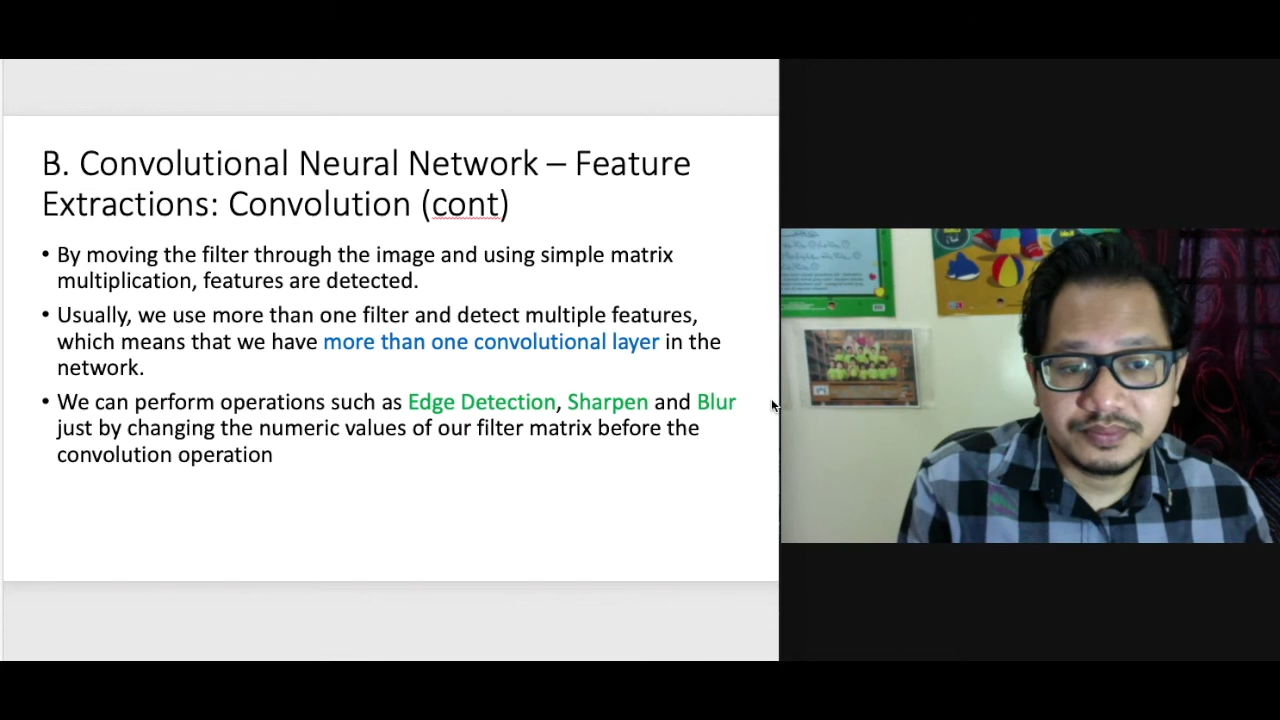 B. Convolutional Neural Network – Feature
Extractions: Convolution (cont)
• By moving the filter through the image and using simple matrix
multiplication, features are detected.
• Usually, we use more than one filter and detect multiple features,
which means that we have more than one convolutional layer in the
network.
• We can perform operations such as Edge Detection, Sharpen and Blur
just by changing the numeric values of our filter matrix before the
convolution operation